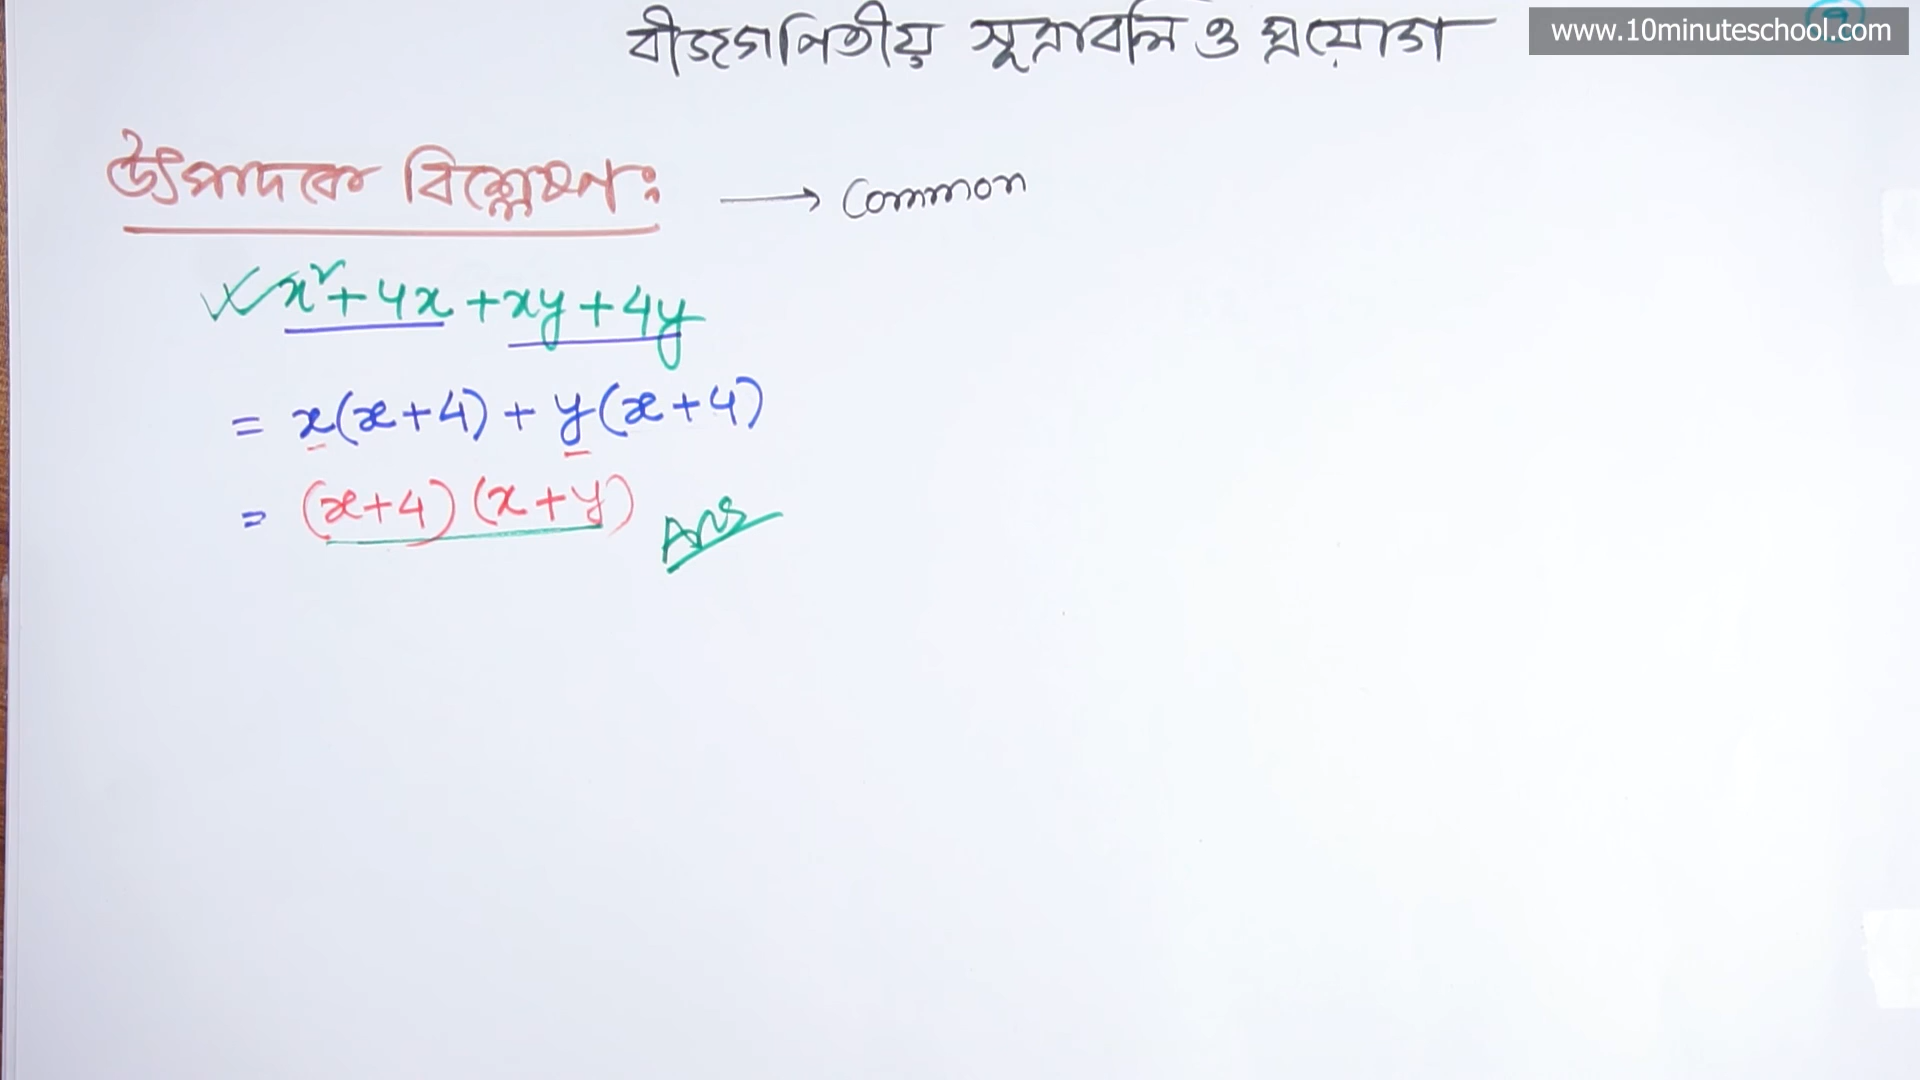 বীজগণিতীয় সূত্রাবলি ও প্রয়োগ
www.10minuteschool.com
উৎপাদকে বিশ্লেষণঃ → Common
x² + 4x + xy + 4y
= x(x+4) + y(x+4)
= (x+4) (x+y) Ans